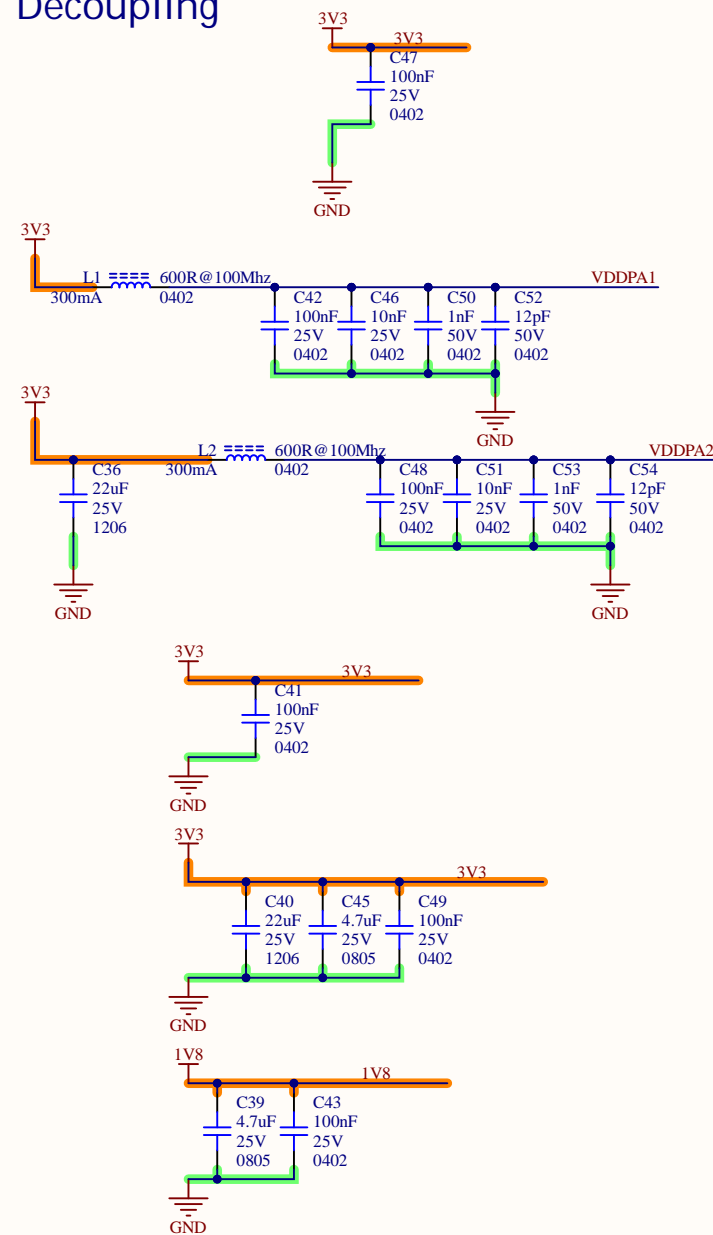 Decoupling
3V3
3V3
C47
100nF
25V
0402
GND
3V3
L1
300mA
600R@100Mhz
0402
VDDPA1
C42
100nF
25V
0402
C46
10nF
25V
0402
C50
1nF
50V
0402
C52
12pF
50V
0402
GND
3V3
C36
22uF
25V
1206
GND
L2
300mA
600R@100Mhz
0402
VDDPA2
C48
100nF
25V
0402
C51
10nF
25V
0402
C53
1nF
50V
0402
C54
12pF
50V
0402
GND
3V3
3V3
C41
100nF
25V
0402
GND
3V3
3V3
C40
22uF
25V
1206
C45
4.7uF
25V
0805
C49
100nF
25V
0402
GND
1V8
1V8
C39
4.7uF
25V
0805
C43
100nF
25V
0402
GND